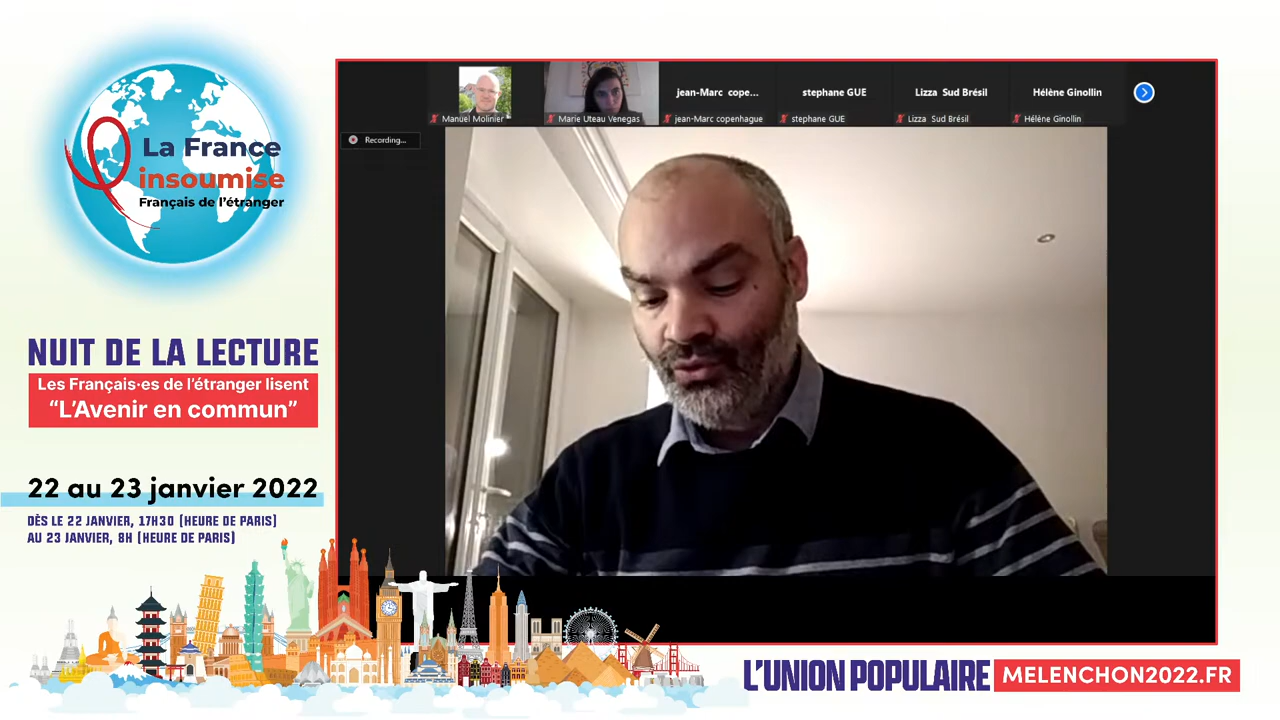 La France
insoumise
Français de l'étranger
NUIT DE LA LECTURE
Les Français·es de l'étranger lisent
“L'Avenir en commun”
22 au 23 janvier 2022
DÈS LE 22 JANVIER, 17H30 (HEURE DE PARIS)
AU 23 JANVIER, 8H (HEURE DE PARIS)
jean-Marc cope...
stephane GUE
Lizza Sud Brésil
Hélène Ginollin
Manuel Molinier
Marie Uteau Venegas
jean-Marc copenhague
stephane GUE
Lizza Sud Brésil
Hélène Ginollin
Recording...
L'UNION POPULAIRE
MELENCHON2022.FR